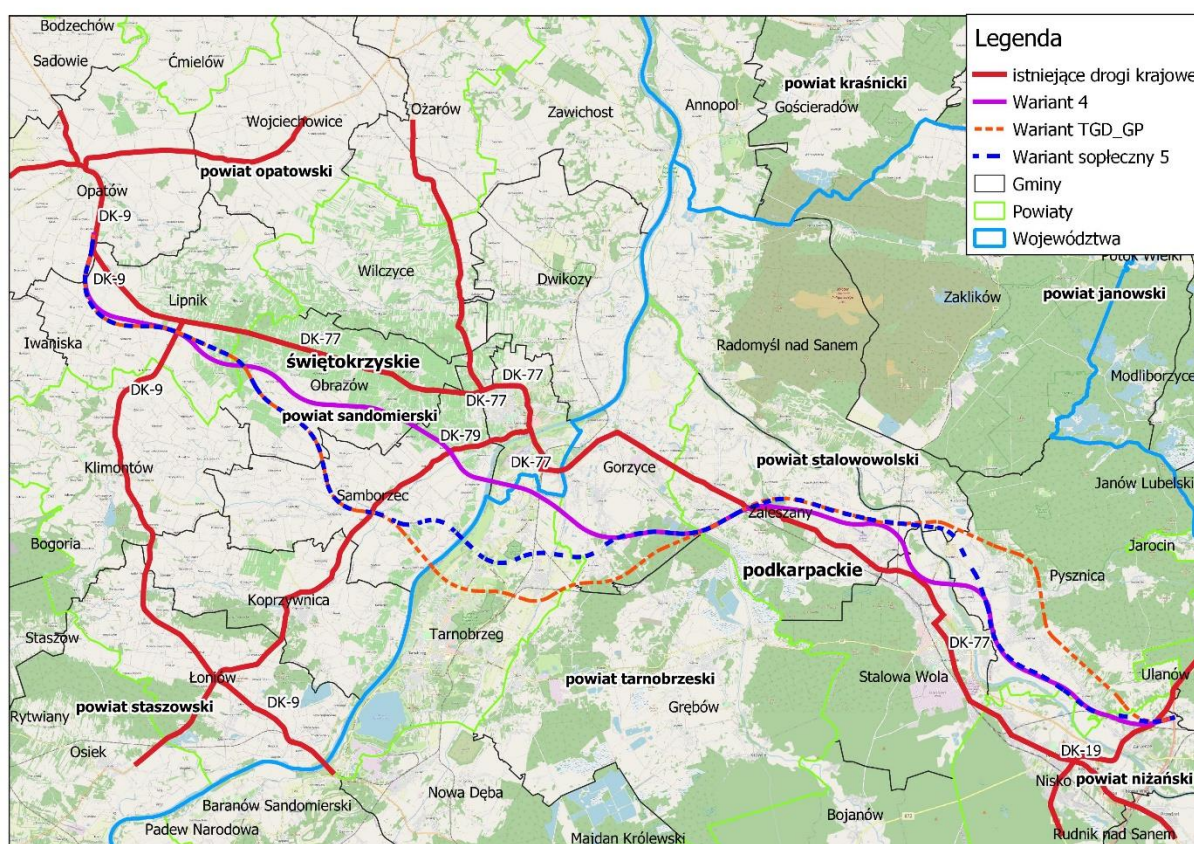 Legenda
istniejące drogi krajowe
Wariant 4
Wariant TGD_GP
Wariant sopłeczny 5
Gminy
Powiaty
Województwa
Bodzechów
Sadowie
Ćmielów
Ożarów
Zawichost
Annopol
powiat kraśnicki
Gościeradów
Wojciechowice
powiat opatowski
Opatów
DK-9
DK-9
Wilczyce
Dwikozy
Potok Wielki
Zaklików
powiat janowski
Lipnik
Iwaniska
DK-77
Radomyśl nad Sanem
świętokrzyskie
Obrazów
DK-77
DK-77
Modliborzyce
DK-9
powiat sandomierski
DK-79
DK-77
Gorzyce
powiat stalowowolski
Klimontów
Samborzec
Janów Lubelski
Zaleszany
Bogoria
Jarocin
podkarpackie
Pysznica
Koprzywnica
Staszów
Tarnobrzeg
DK-77
Łoniów
powiat tarnobrzeski
Stalowa Wola
Ulanów
Rytwiany
powiat staszowski
DK-9
Grębów
Osiek
DK-19
Nisko
powiat niżański
Baranów Sandomierski
Nowa Dęba
Padew Narodowa
Majdan Królewski
Bojanów
Rudnik nad Sanem